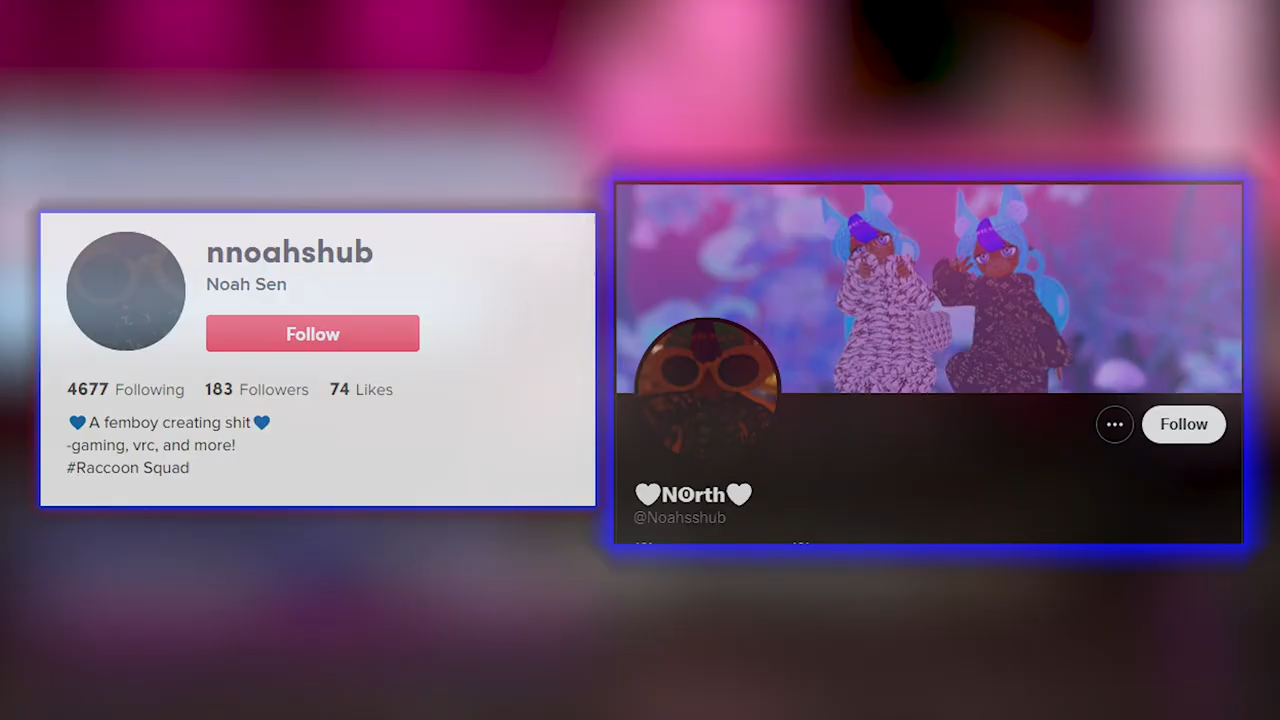 nnoahshub
Noah Sen
Follow
4677 Following 183 Followers 74 Likes
💙A femboy creating shit💙
-gaming, vrc, and more!
#Raccoon Squad
Follow
🤍NOrth🤍
@Noahsshub